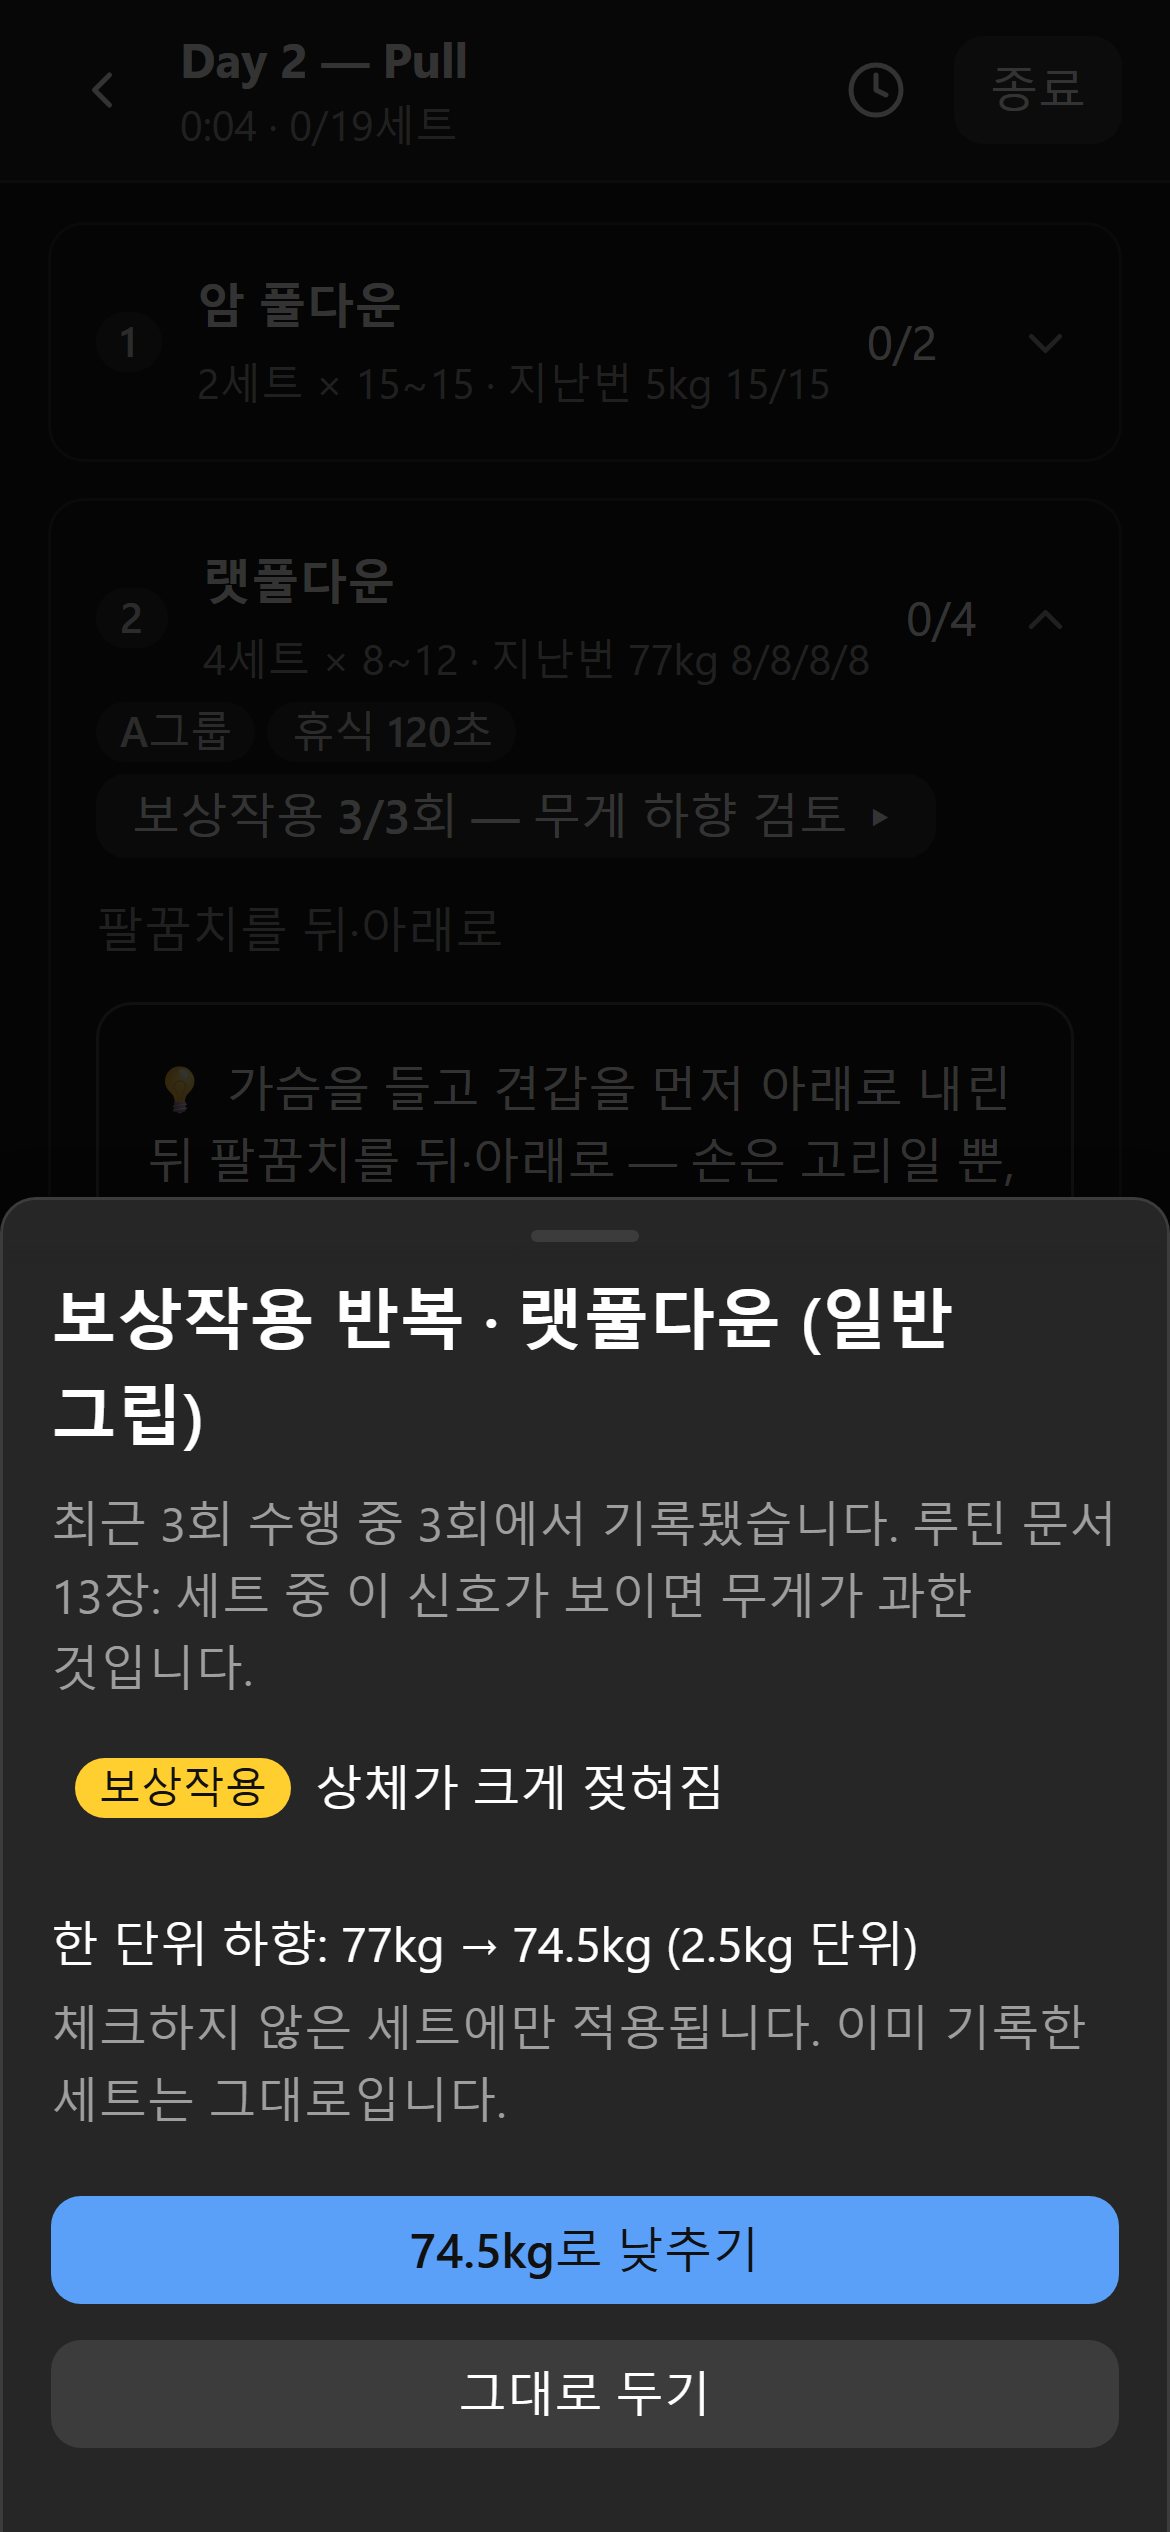 Day 2 — Pull
0:04 · 0/19세트
종료
1
암 풀다운
2세트 × 15~15 · 지난번 5kg 15/15
0/2
2
랫풀다운
4세트 × 8~12 · 지난번 77kg 8/8/8/8
0/4
A그룹
휴식 120초
보상작용 3/3회 — 무게 하향 검토 ▸
팔꿈치를 뒤·아래로
💡 가슴을 들고 견갑을 먼저 아래로 내린
뒤 팔꿈치를 뒤·아래로 — 손은 고리일 뿐,
보상작용 반복 · 랫풀다운 (일반
그립)
최근 3회 수행 중 3회에서 기록됐습니다. 루틴 문서
13장: 세트 중 이 신호가 보이면 무게가 과한
것입니다.
보상작용 상체가 크게 젖혀짐
한 단위 하향: 77kg → 74.5kg (2.5kg 단위)
체크하지 않은 세트에만 적용됩니다. 이미 기록한
세트는 그대로입니다.
74.5kg로 낮추기
그대로 두기